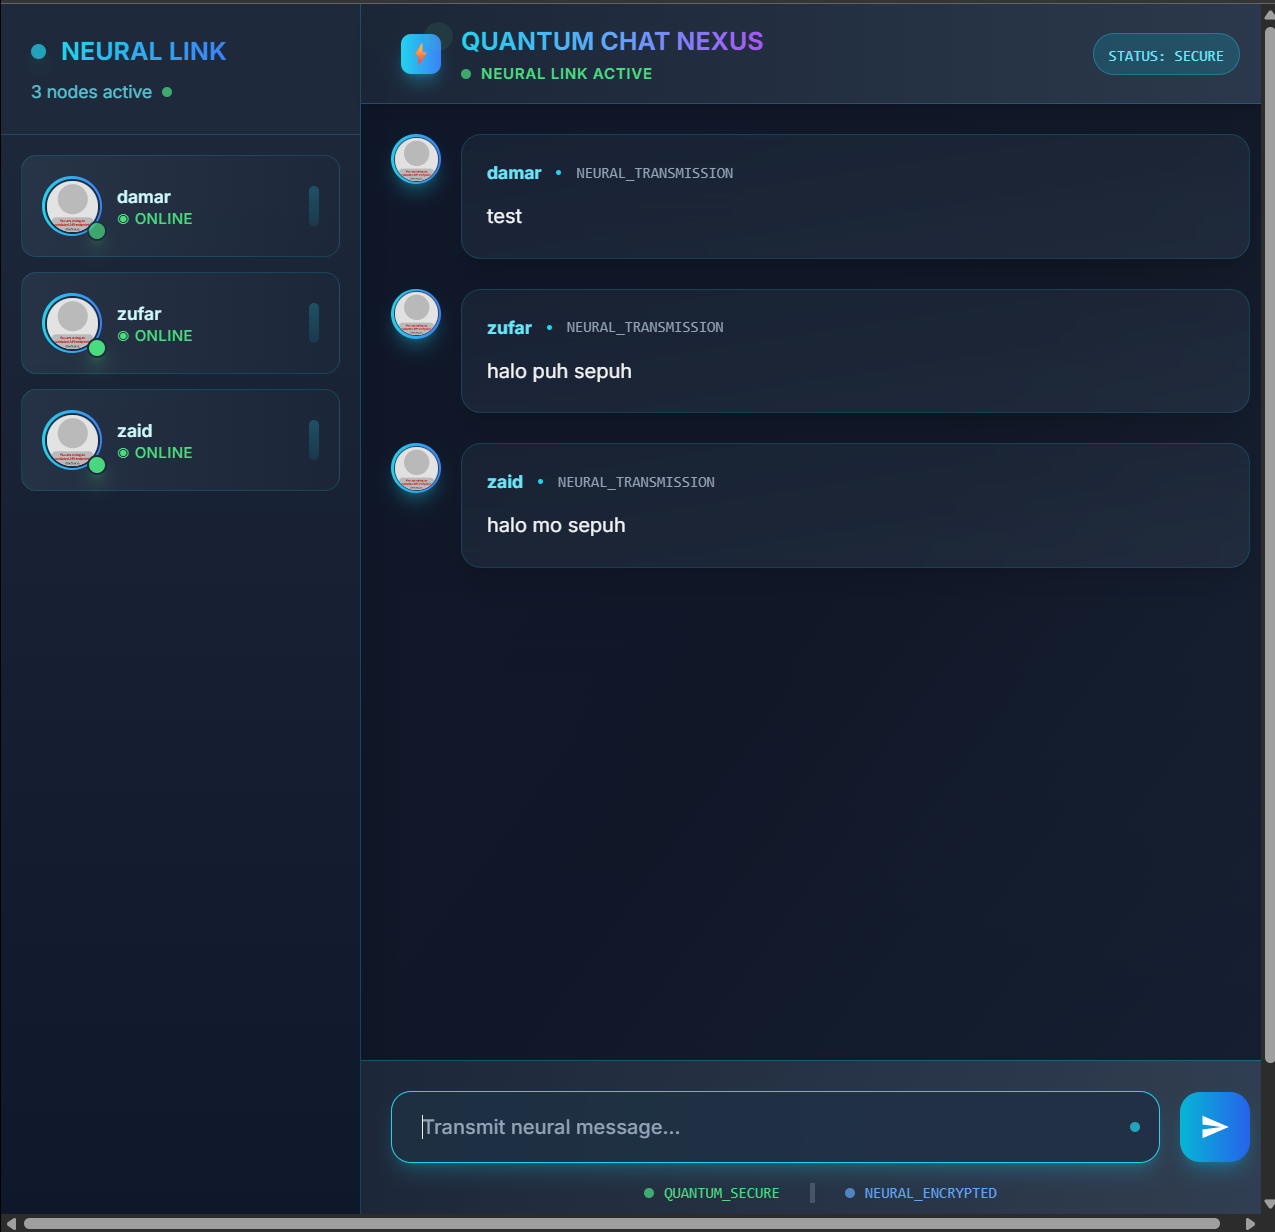 NEURAL LINK
3 nodes active
damar
ONLINE
zufar
ONLINE
zaid
ONLINE
QUANTUM CHAT NEXUS
NEURAL LINK ACTIVE
STATUS: SECURE
damar • NEURAL_TRANSMISSION
test
zufar • NEURAL_TRANSMISSION
halo puh sepuh
zaid • NEURAL_TRANSMISSION
halo mo sepuh
Transmit neural message...
QUANTUM_SECURE
NEURAL_ENCRYPTED